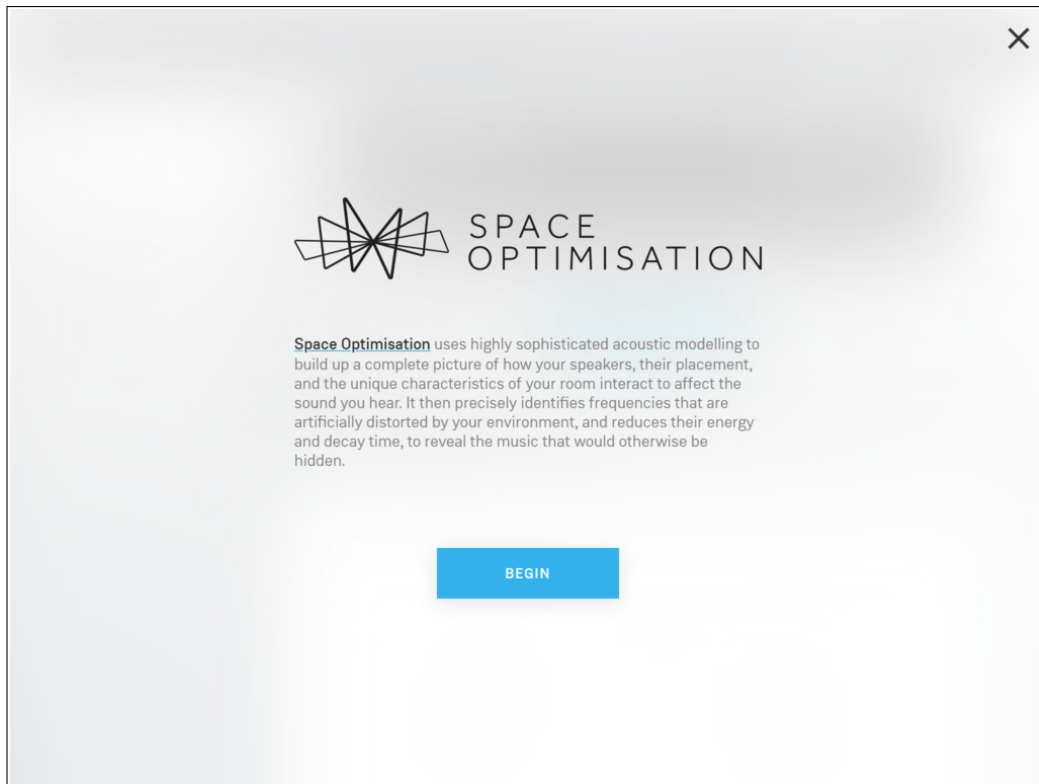 SPACE
OPTIMISATION
Space Optimisation uses highly sophisticated acoustic modelling to
build up a complete picture of how your speakers, their placement,
and the unique characteristics of your room interact to affect the
sound you hear. It then precisely identifies frequencies that are
artificially distorted by your environment, and reduces their energy
and decay time, to reveal the music that would otherwise be
hidden.
BEGIN